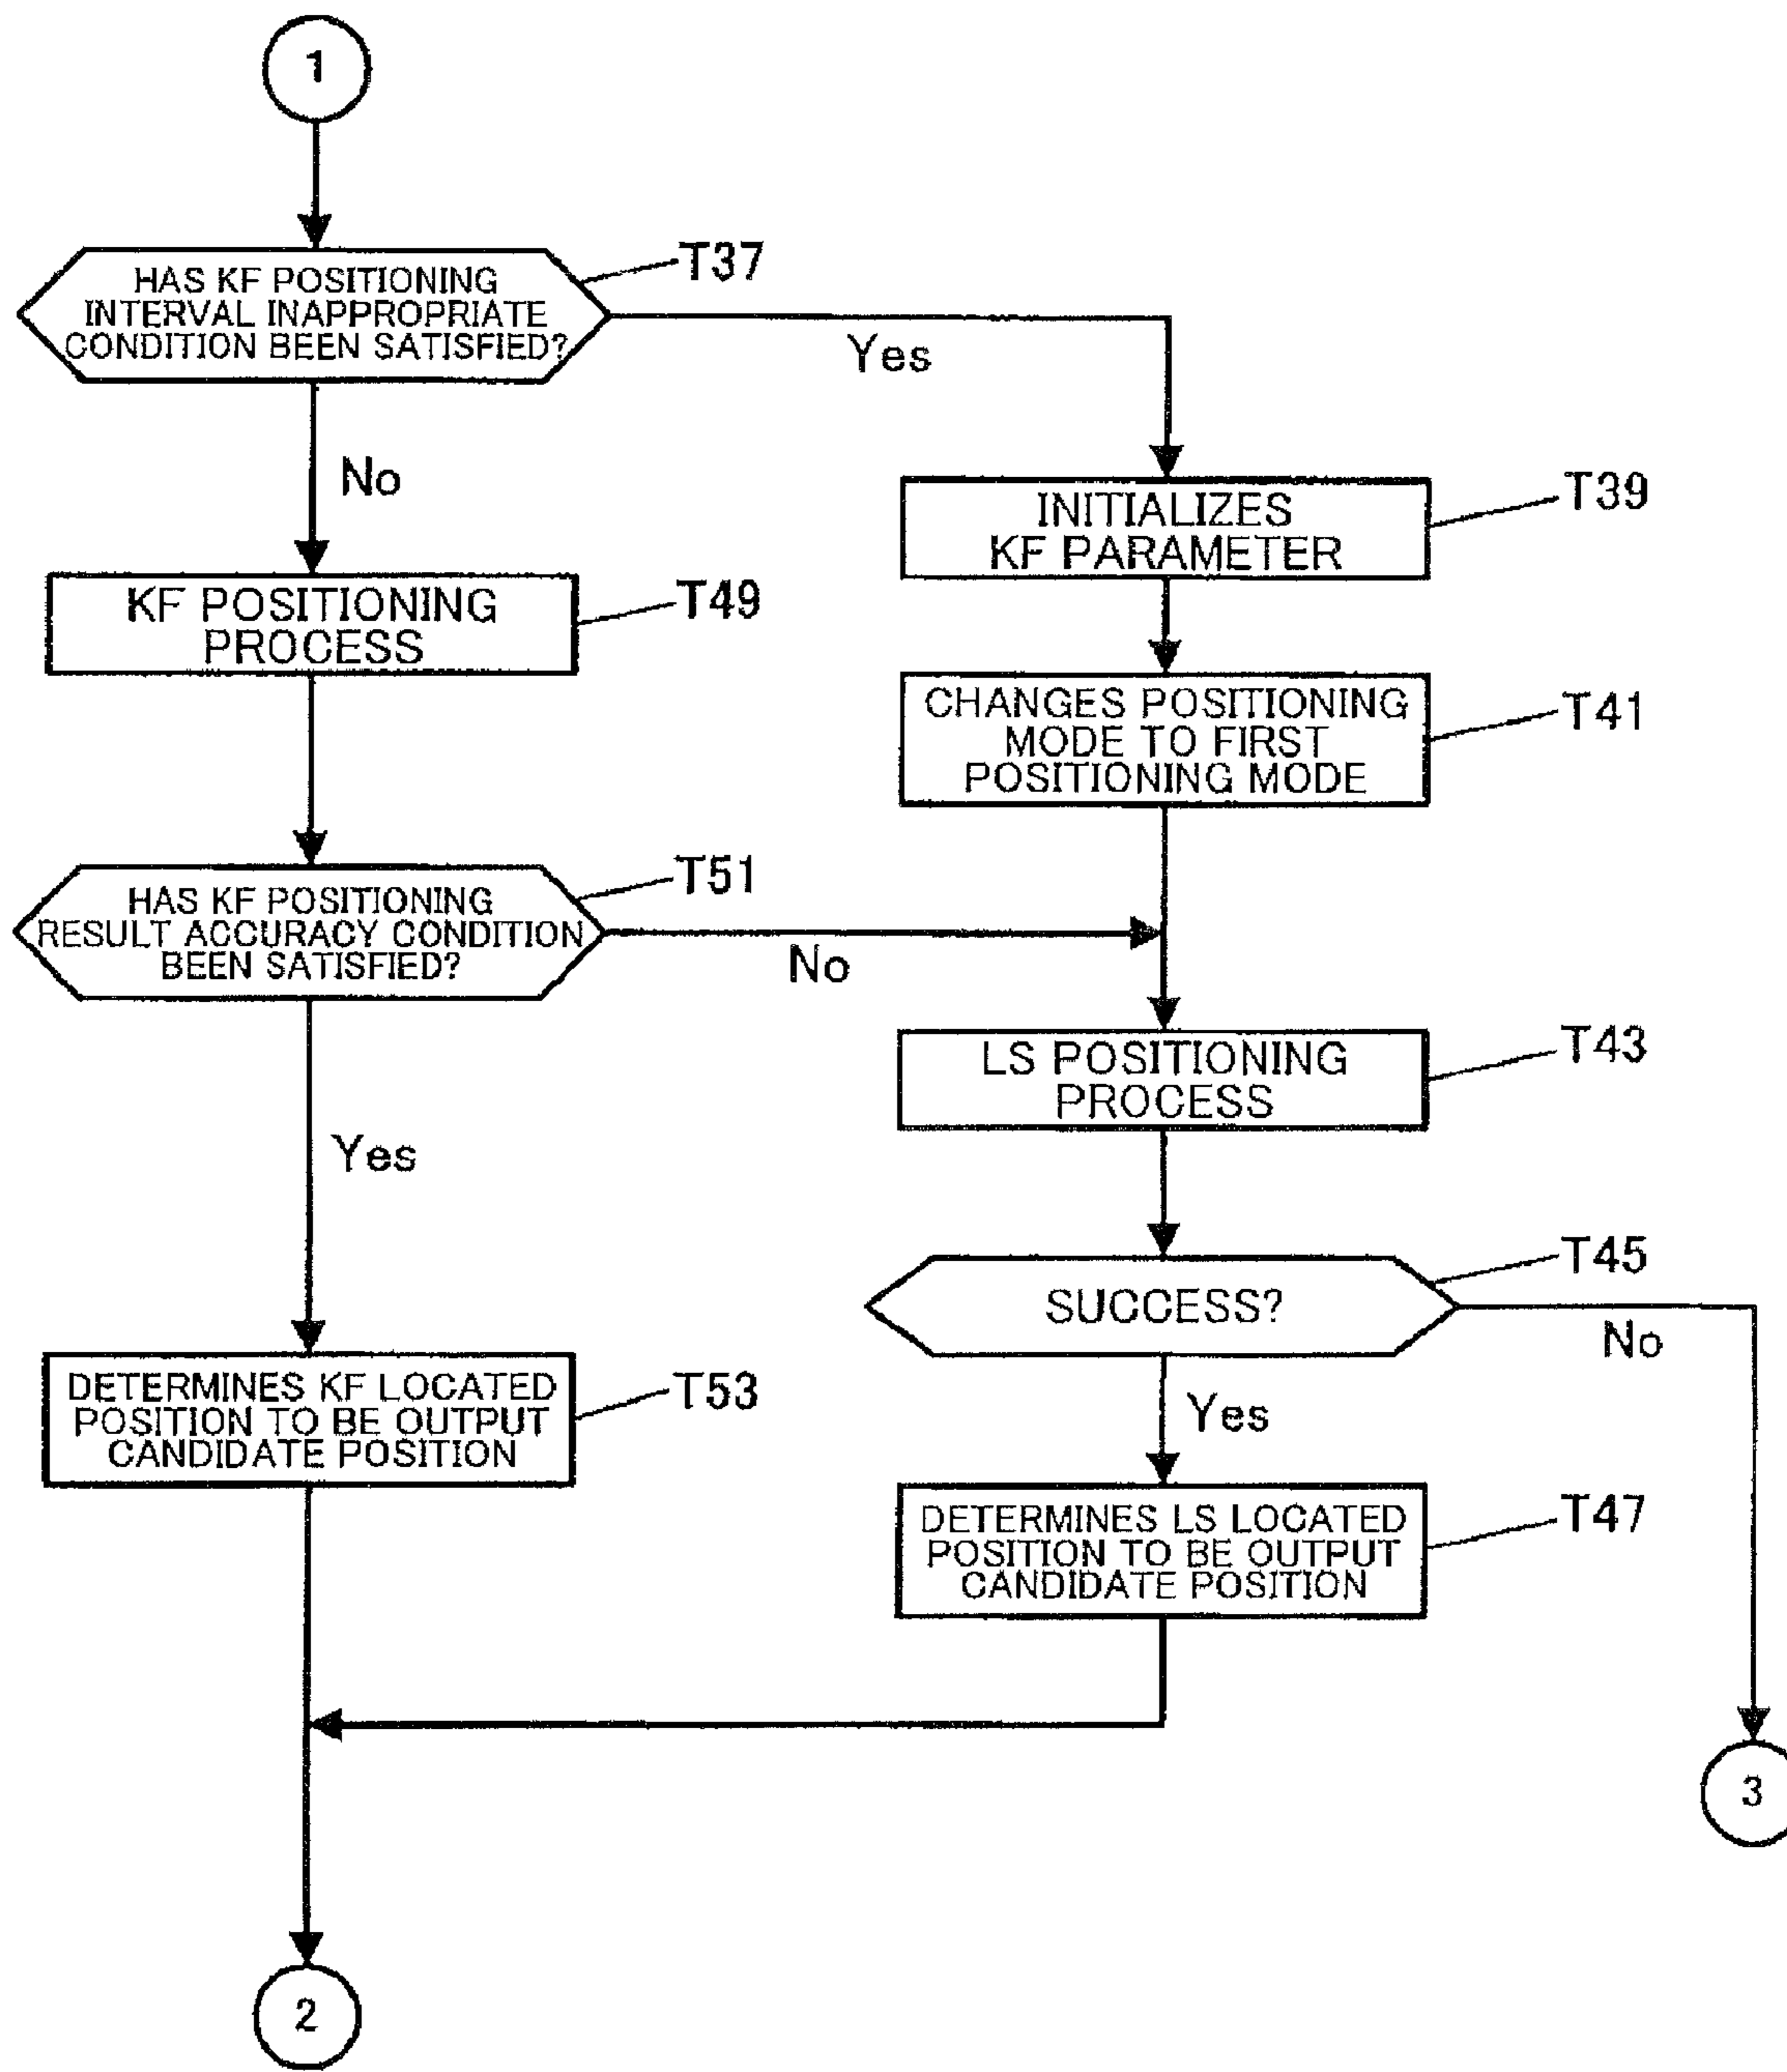 1
HAS KF POSITIONING
INTERVAL INAPPROPRIATE
CONDITION BEEN SATISFIED?
T37
Yes
No
INITIALIZES
KF PARAMETER
T39
KF POSITIONING
PROCESS
T49
CHANGES POSITIONING
MODE TO FIRST
POSITIONING MODE
T41
HAS KF POSITIONING
RESULT ACCURACY CONDITION
BEEN SATISFIED?
T51
No
Yes
LS POSITIONING
PROCESS
T43
SUCCESS?
T45
No
Yes
DETERMINES KF LOCATED
POSITION TO BE OUTPUT
CANDIDATE POSITION
T53
DETERMINES LS LOCATED
POSITION TO BE OUTPUT
CANDIDATE POSITION
T47
3
2